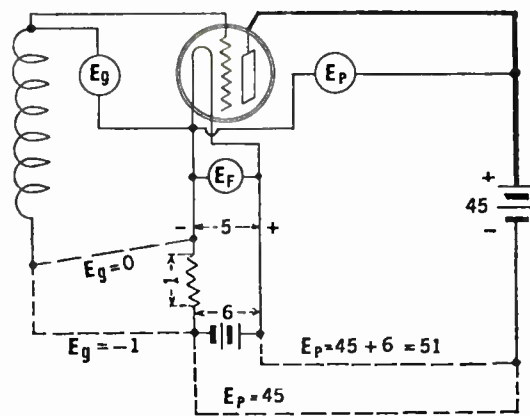 Eg
Ep
EF
+
45
-
- 5 +
Eg=0
1
6
Eg=-1
Ep=45+6=51
Ep=45